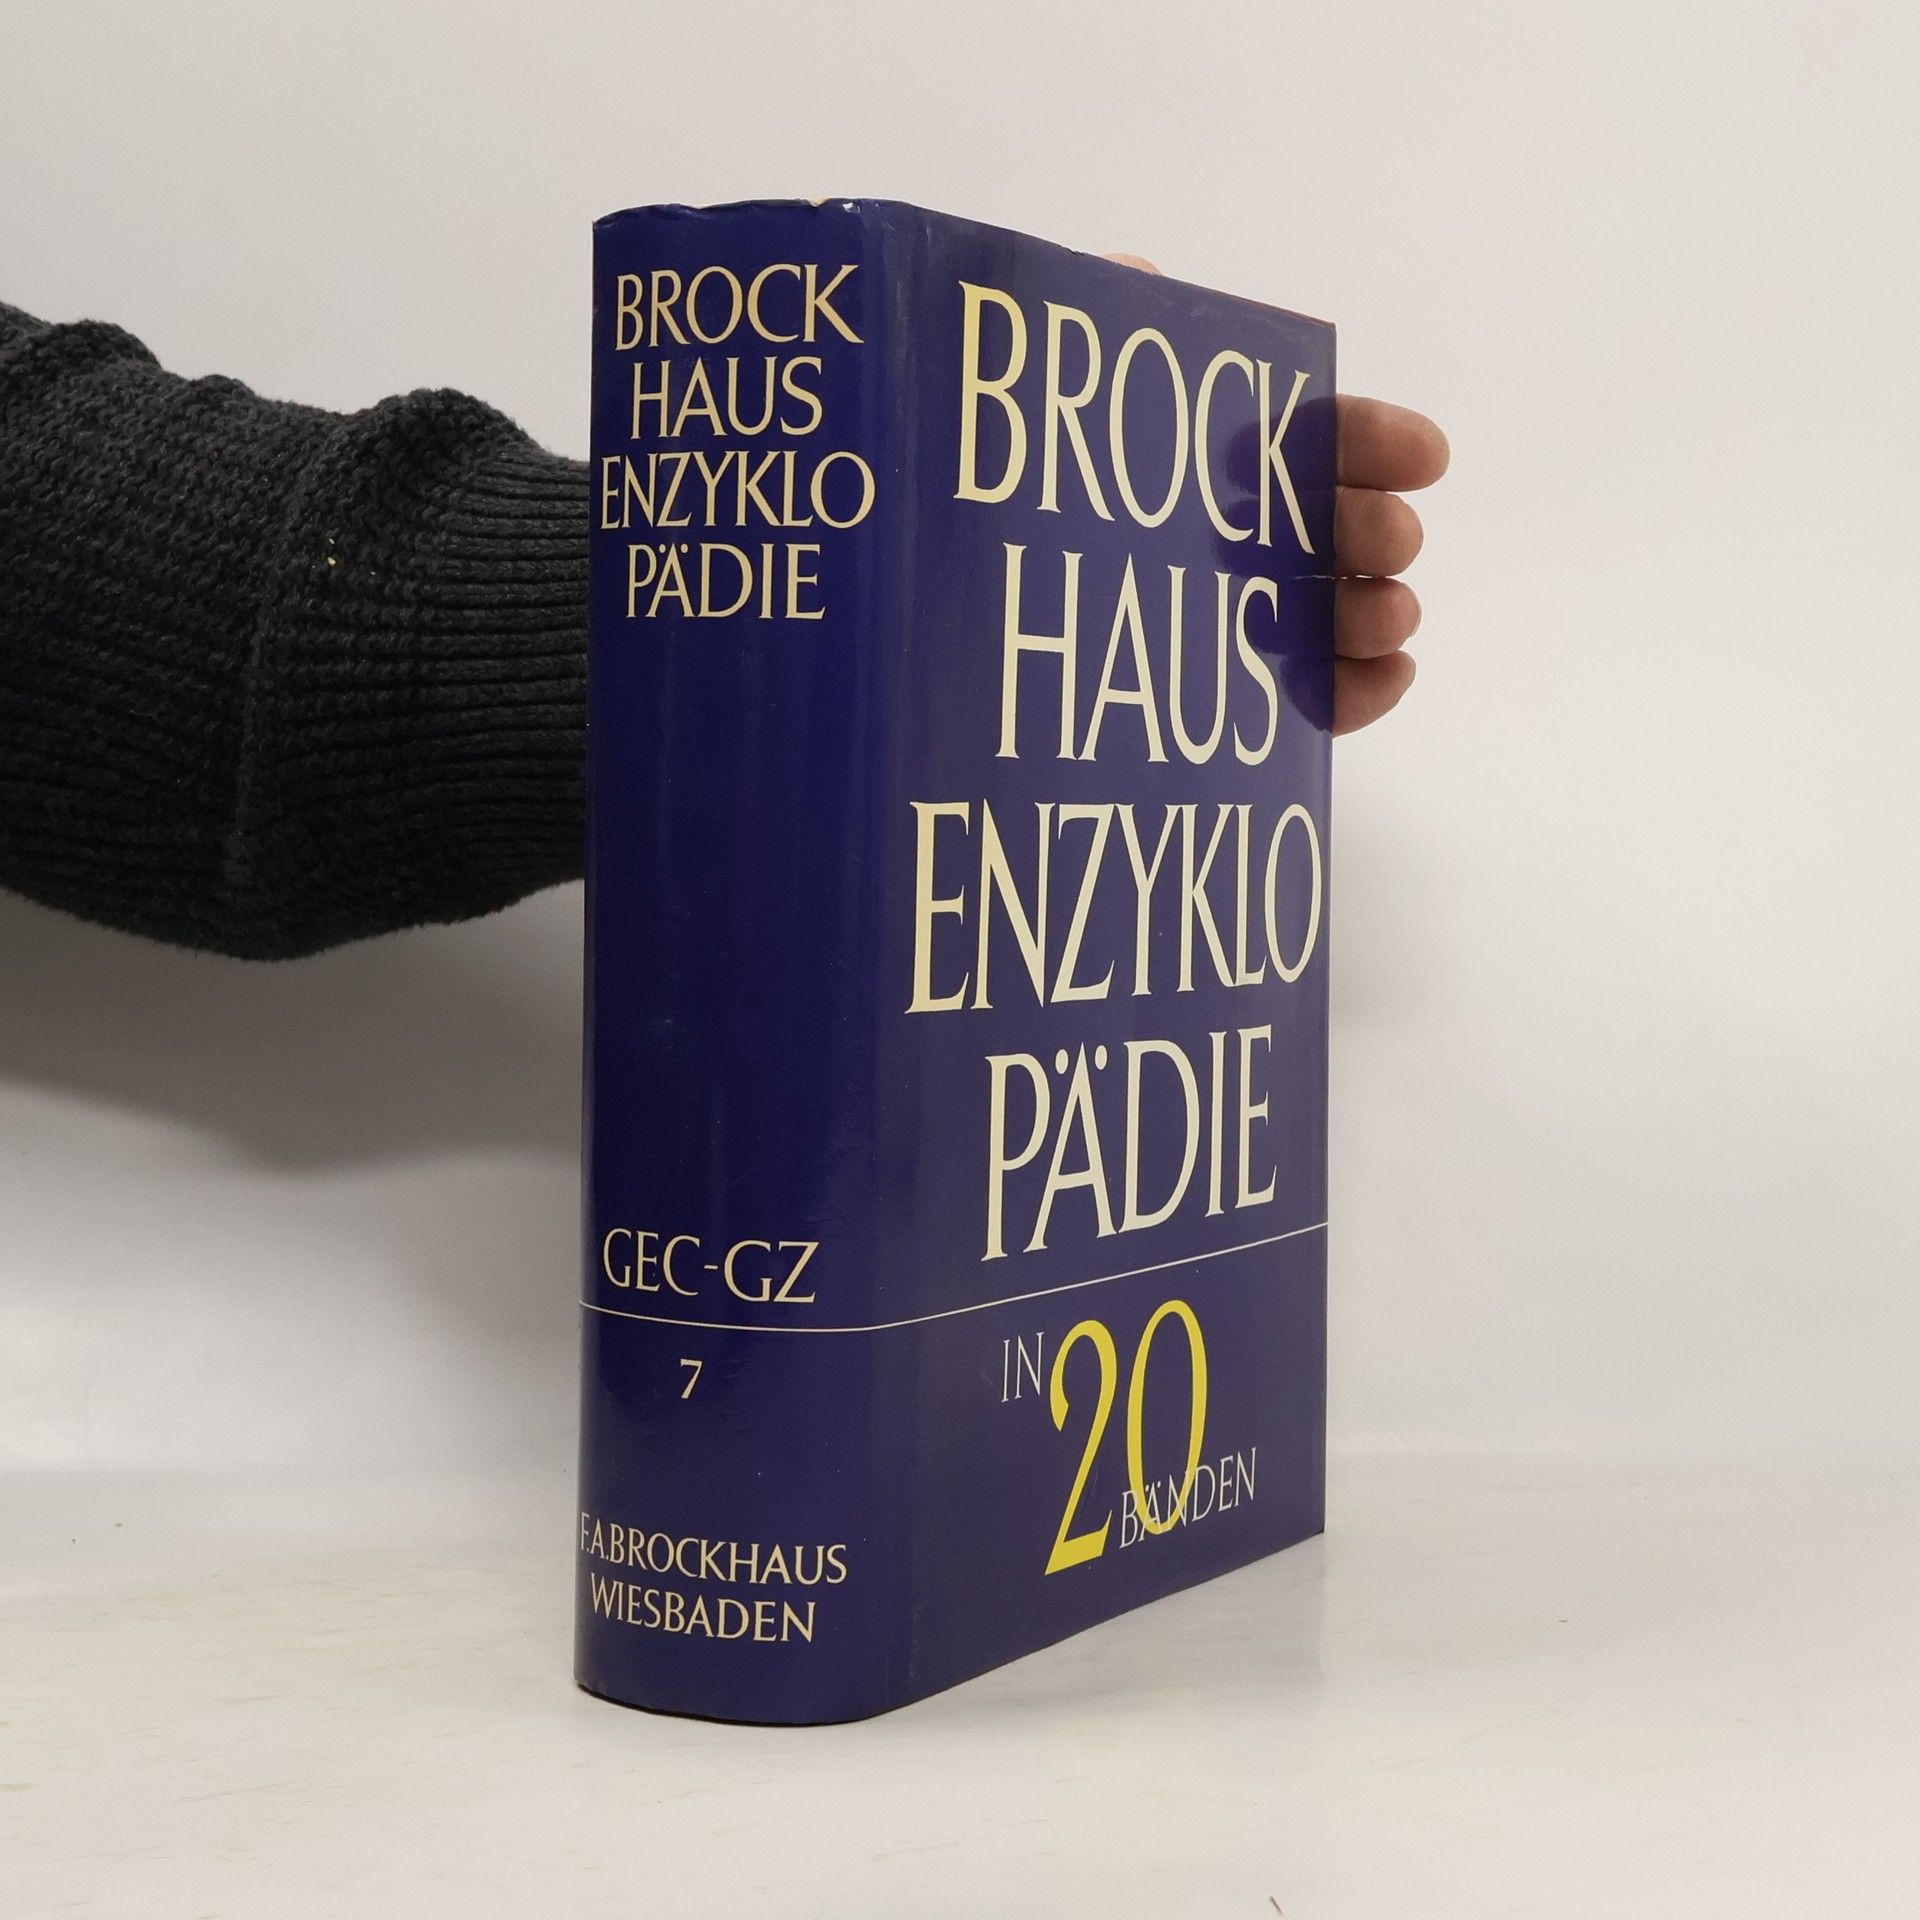 BROCK
HAUS
ENZYKLO
PÄDIE
GEC-GZ
7
F.A.BROCKHAUS
WIESBADEN
BROCK
HAUS
ENZYKLO
PÄDIE
IN 20
BÄNDEN